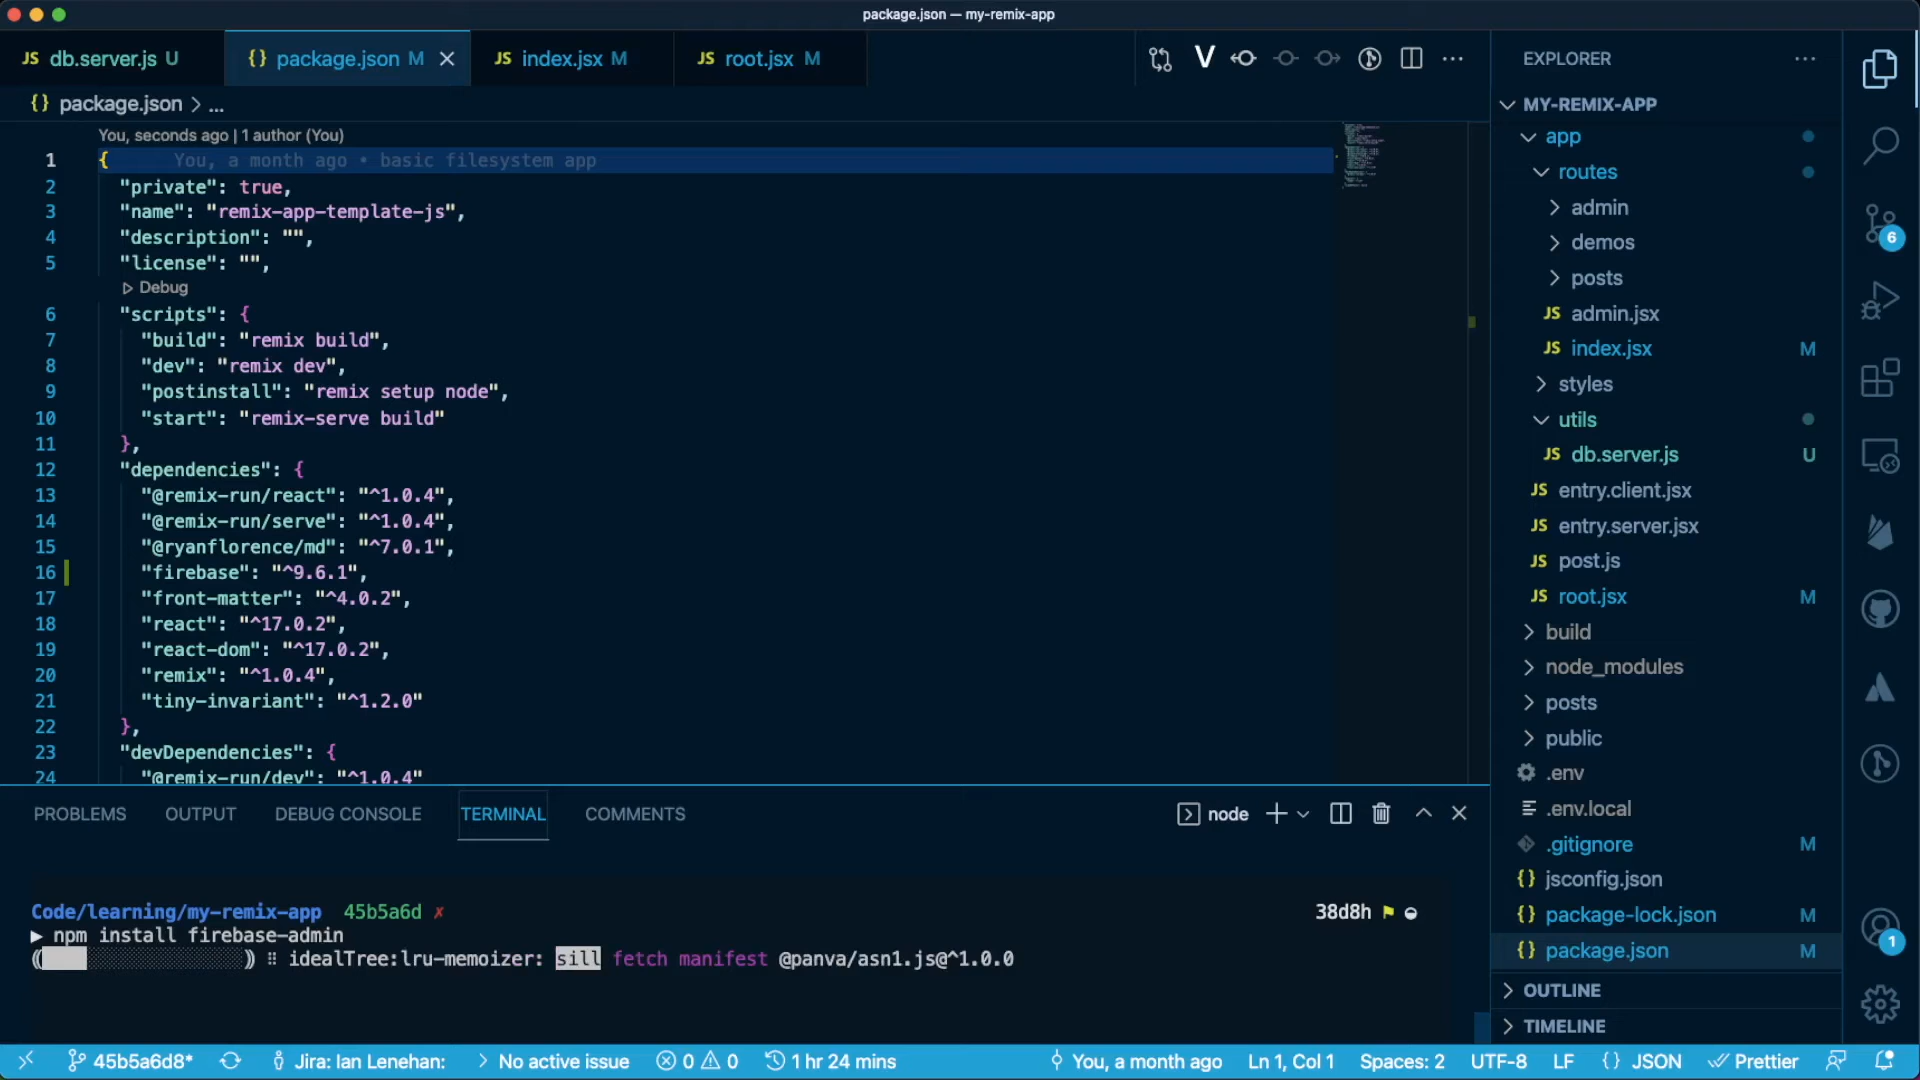 package.json — my-remix-app
JS db.server.js U
{} package.json M
JS index.jsx M
JS root.jsx M
{} package.json > ...
You, seconds ago | 1 author (You)
1 { You, a month ago • basic filesystem app
2 "private": true,
3 "name": "remix-app-template-js",
4 "description": "",
5 "license": "",
Debug
6 "scripts": {
7 "build": "remix build",
8 "dev": "remix dev",
9 "postinstall": "remix setup node",
10 "start": "remix-serve build"
11 },
12 "dependencies": {
13 "@remix-run/react": "^1.0.4",
14 "@remix-run/serve": "^1.0.4",
15 "@ryanflorence/md": "^7.0.1",
16 "firebase": "^9.6.1",
17 "front-matter": "^4.0.2",
18 "react": "^17.0.2",
19 "react-dom": "^17.0.2",
20 "remix": "^1.0.4",
21 "tiny-invariant": "^1.2.0"
22 },
23 "devDependencies": {
24 "@remix-run/dev": "^1.0.4"
PROBLEMS
OUTPUT
DEBUG CONSOLE
TERMINAL
COMMENTS
node
Code/learning/my-remix-app 45b5a6d ✗
38d8h
▶ npm install firebase-admin
idealTree:lru-memoizer: sill fetch manifest @panva/asn1.js@^1.0.0
EXPLORER
MY-REMIX-APP
app
routes
admin
demos
posts
JS admin.jsx
JS index.jsx M
styles
utils
JS db.server.js U
JS entry.client.jsx
JS entry.server.jsx
JS post.js
JS root.jsx M
build
node_modules
posts
public
.env
.env.local
.gitignore M
{} jsconfig.json
{} package-lock.json M
{} package.json M
OUTLINE
TIMELINE
6
1
45b5a6d8*
Jira: Ian Lenehan:
No active issue
0
0
1 hr 24 mins
You, a month ago
Ln 1, Col 1
Spaces: 2
UTF-8
LF
{} JSON
Prettier